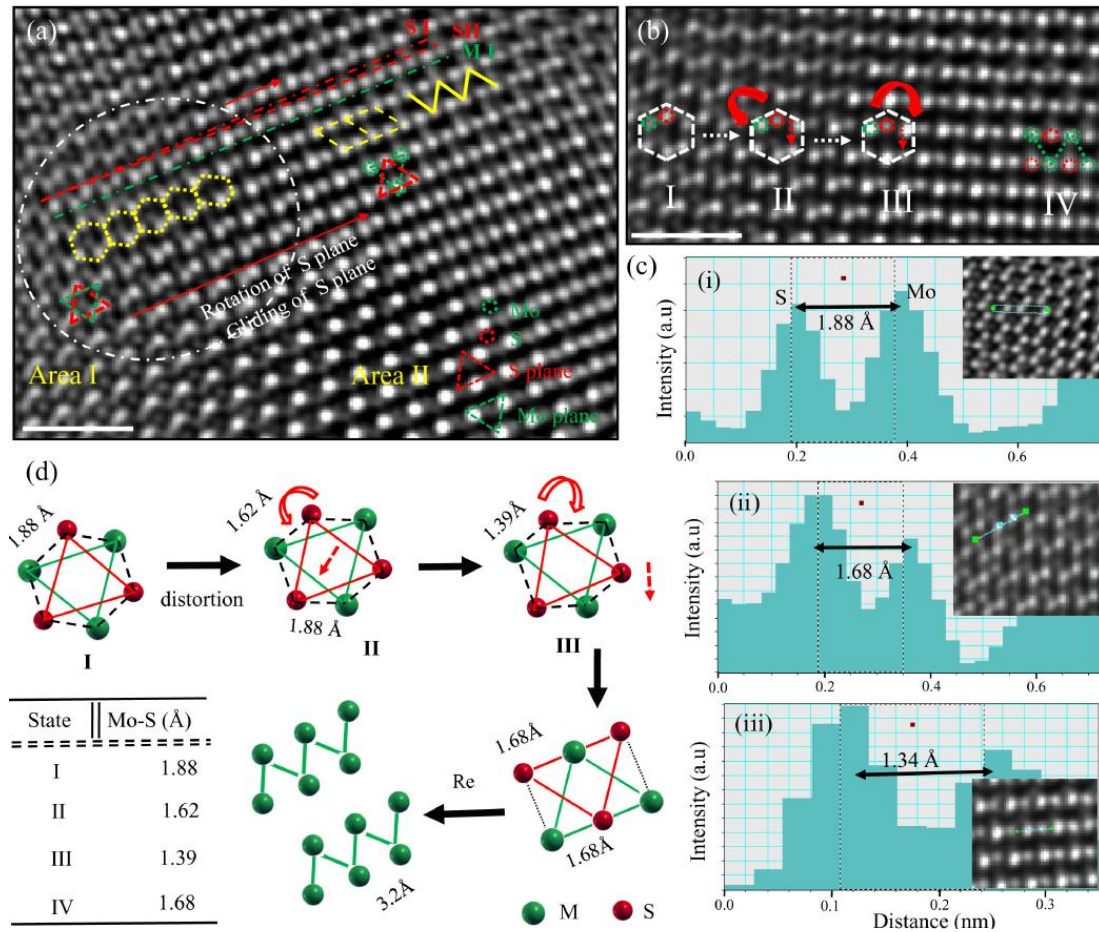 (a)
S I
SII
M I
Rotation of S plane
Gliding of S plane
Mo
S
S plane
Mo plane
Area I
Area II
(b)
I
II
III
IV
(c)
(i)
S
Mo
1.88 Å
Intensity (a.u)
0.0
0.2
0.4
0.6
(ii)
1.68 Å
Intensity (a.u)
0.0
0.2
0.4
0.6
(iii)
1.34 Å
Intensity (a.u)
0.1
0.2
0.3
Distance (nm)
(d)
1.88 Å
I
distortion
1.62 Å
1.88 Å
II
1.39Å
III
1.68Å
1.68Å
Re
3.2Å
M
S
State Mo-S (Å)
I 1.88
II 1.62
III 1.39
IV 1.68